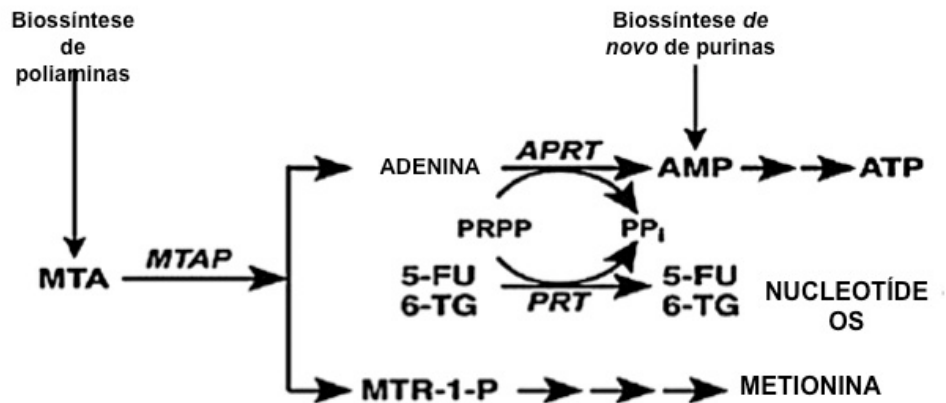 Biossíntese
de
poliaminas
Biossíntese de
novo de purinas
ADENINA
APRT
AMP
ATP
PRPP
PPi
MTA
MTAP
5-FU
6-TG
PRT
5-FU
6-TG
NUCLEOTÍDE
OS
MTR-1-P
METIONINA